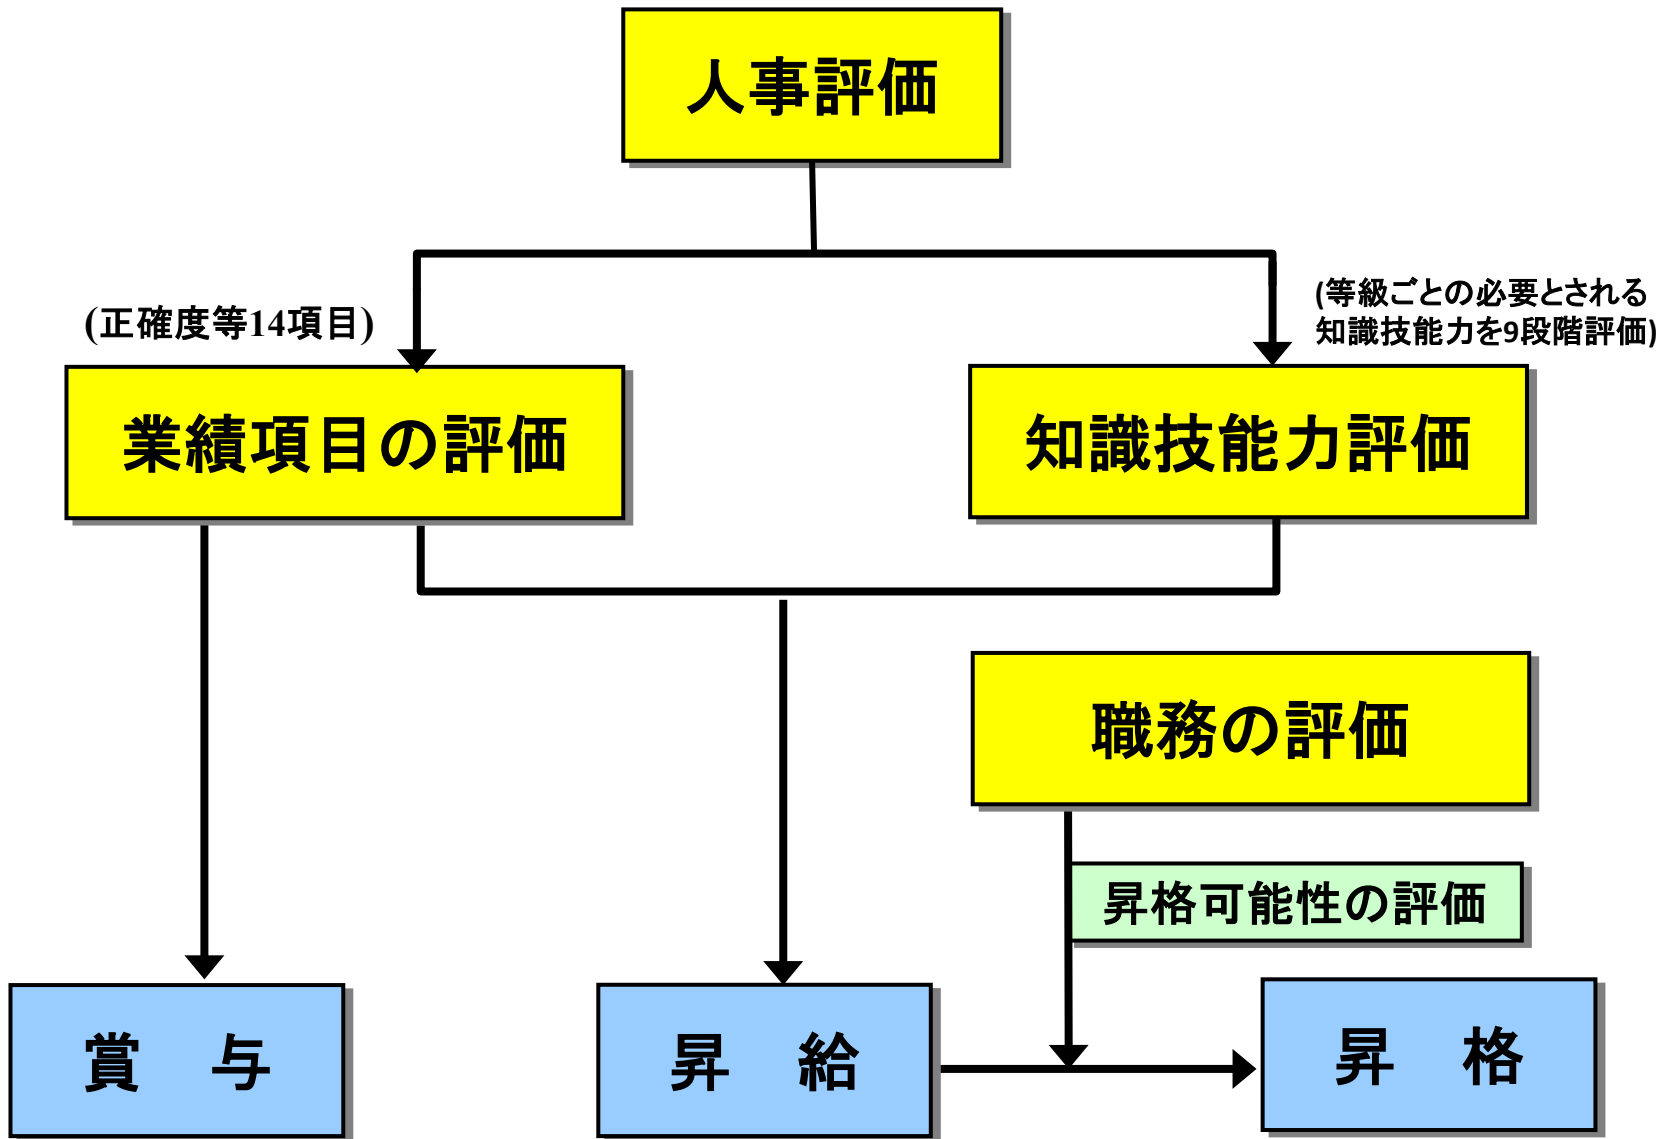 人事評価
(正確度等14項目)
(等級ごとの必要とされる
知識技能力を9段階評価)
業績項目の評価
知識技能力評価
職務の評価
昇格可能性の評価
賞　与
昇　給
昇　格